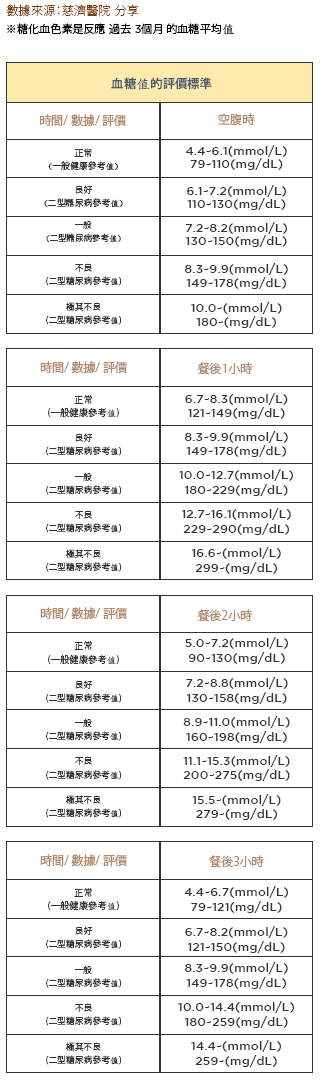 數據來源:慈濟醫院 分享
※糖化血色素是反應 過去 3個月 的血糖平均值
血糖值的評價標準
時間/ 數據/ 評價
空腹時
正常
(一般健康參考值)
4.4~6.1(mmol/L)
79~110(mg/dL)
良好
(二型糖尿病參考值)
6.1~7.2(mmol/L)
110~130(mg/dL)
一般
(二型糖尿病參考值)
7.2~8.2(mmol/L)
130~150(mg/dL)
不良
(二型糖尿病參考值)
8.3~9.9(mmol/L)
149~178(mg/dL)
極其不良
(二型糖尿病參考值)
10.0~(mmol/L)
180~(mg/dL)
時間/ 數據/ 評價
餐後1小時
正常
(一般健康參考值)
6.7~8.3(mmol/L)
121~149(mg/dL)
良好
(二型糖尿病參考值)
8.3~9.9(mmol/L)
149~178(mg/dL)
一般
(二型糖尿病參考值)
10.0~12.7(mmol/L)
180~229(mg/dL)
不良
(二型糖尿病參考值)
12.7~16.1(mmol/L)
229~290(mg/dL)
極其不良
(二型糖尿病參考值)
16.6~(mmol/L)
299~(mg/dL)
時間/ 數據/ 評價
餐後2小時
正常
(一般健康參考值)
5.0~7.2(mmol/L)
90~130(mg/dL)
良好
(二型糖尿病參考值)
7.2~8.8(mmol/L)
130~158(mg/dL)
一般
(二型糖尿病參考值)
8.9~11.0(mmol/L)
160~198(mg/dL)
不良
(二型糖尿病參考值)
11.1~15.3(mmol/L)
200~275(mg/dL)
極其不良
(二型糖尿病參考值)
15.5~(mmol/L)
279~(mg/dL)
時間/ 數據/ 評價
餐後3小時
正常
(一般健康參考值)
4.4~6.7(mmol/L)
79~121(mg/dL)
良好
(二型糖尿病參考值)
6.7~8.2(mmol/L)
121~150(mg/dL)
一般
(二型糖尿病參考值)
8.3~9.9(mmol/L)
149~178(mg/dL)
不良
(二型糖尿病參考值)
10.0~14.4(mmol/L)
180~259(mg/dL)
極其不良
(二型糖尿病參考值)
14.4~(mmol/L)
259~(mg/dL)